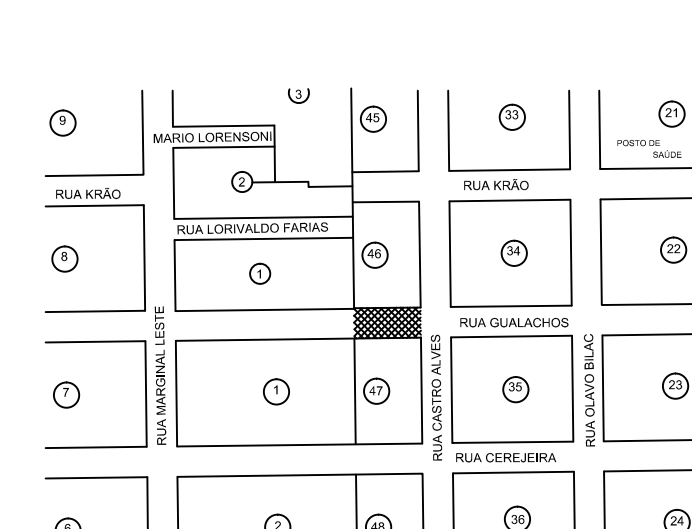 3
9
45
33
21
MARIO LORENSONI
POSTO DE
SAÚDE
2
RUA KRÃO
RUA KRÃO
RUA LORIVALDO FARIAS
8
46
34
22
1
RUA GUALACHOS
RUA MARGINAL LESTE
RUA CASTRO ALVES
RUA OLAVO BILAC
7
1
47
35
23
RUA CEREJEIRA
6
2
48
36
24